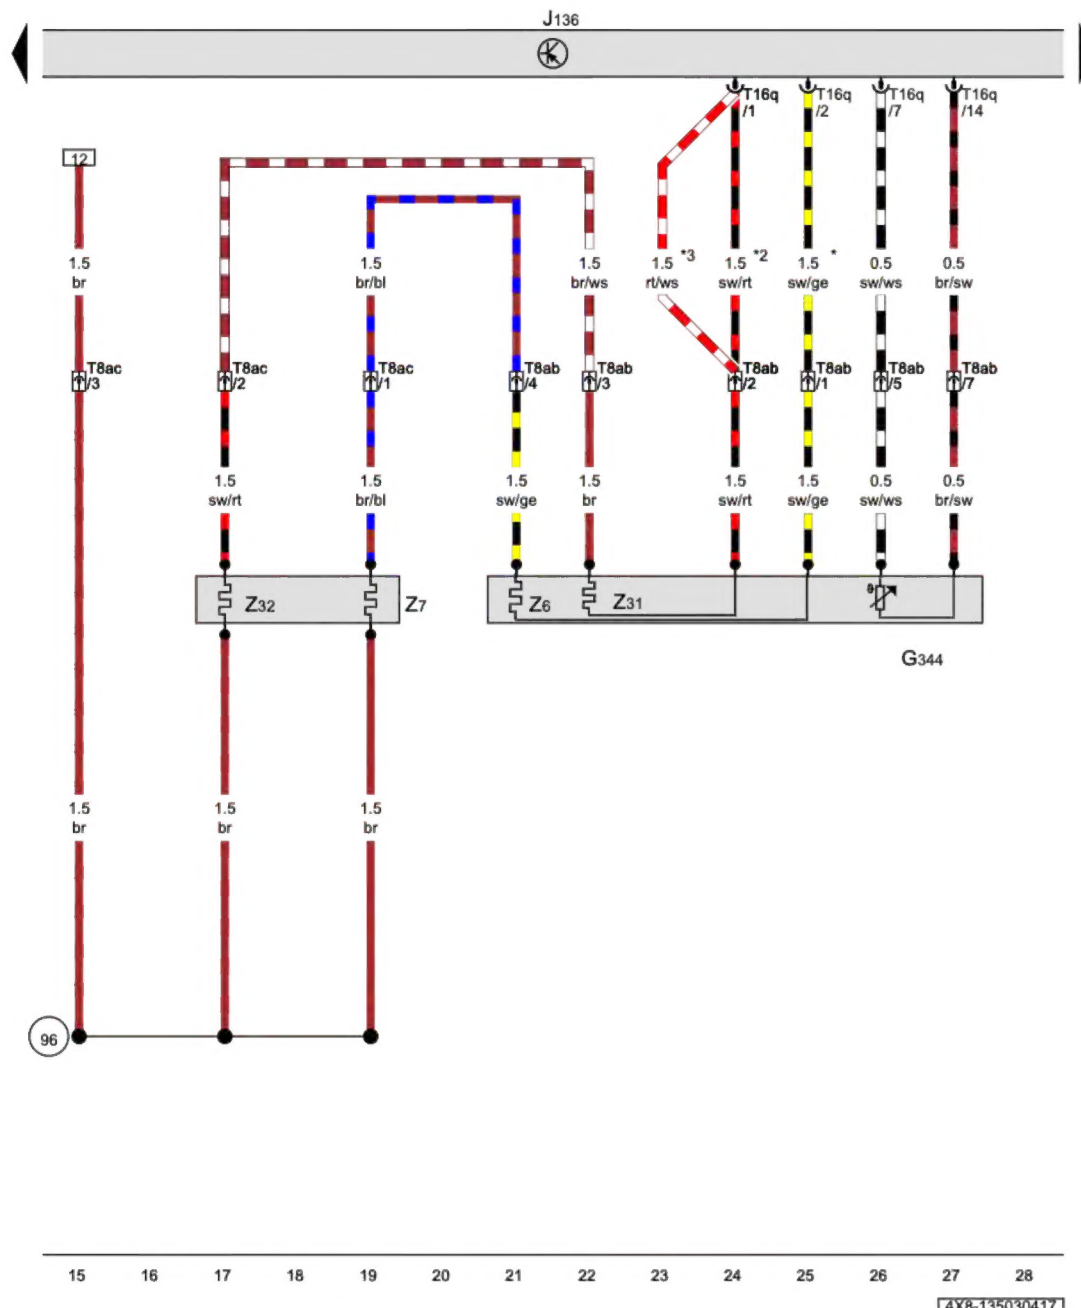 J136
T16q T16q T16q T16q
/1 /2 /7 /14
12
1.5 1.5 1.5 1.5 1.5 *3 1.5 *2 1.5 * 0.5 0.5
br br/bl br/ws rt/ws sw/rt sw/ge sw/ws br/sw
T8ac T8ac T8ac T8ab T8ab T8ab T8ab T8ab T8ab
/3 /2 /1 /4 /3 /2 /1 /5 /7
1.5 1.5 1.5 1.5 1.5 1.5 0.5 0.5
sw/rt br/bl sw/ge br sw/rt sw/ge sw/ws br/sw
Z32 Z7 Z6 Z31
G344
1.5 1.5 1.5
br br br
96
15 16 17 18 19 20 21 22 23 24 25 26 27 28
4X8-135030417